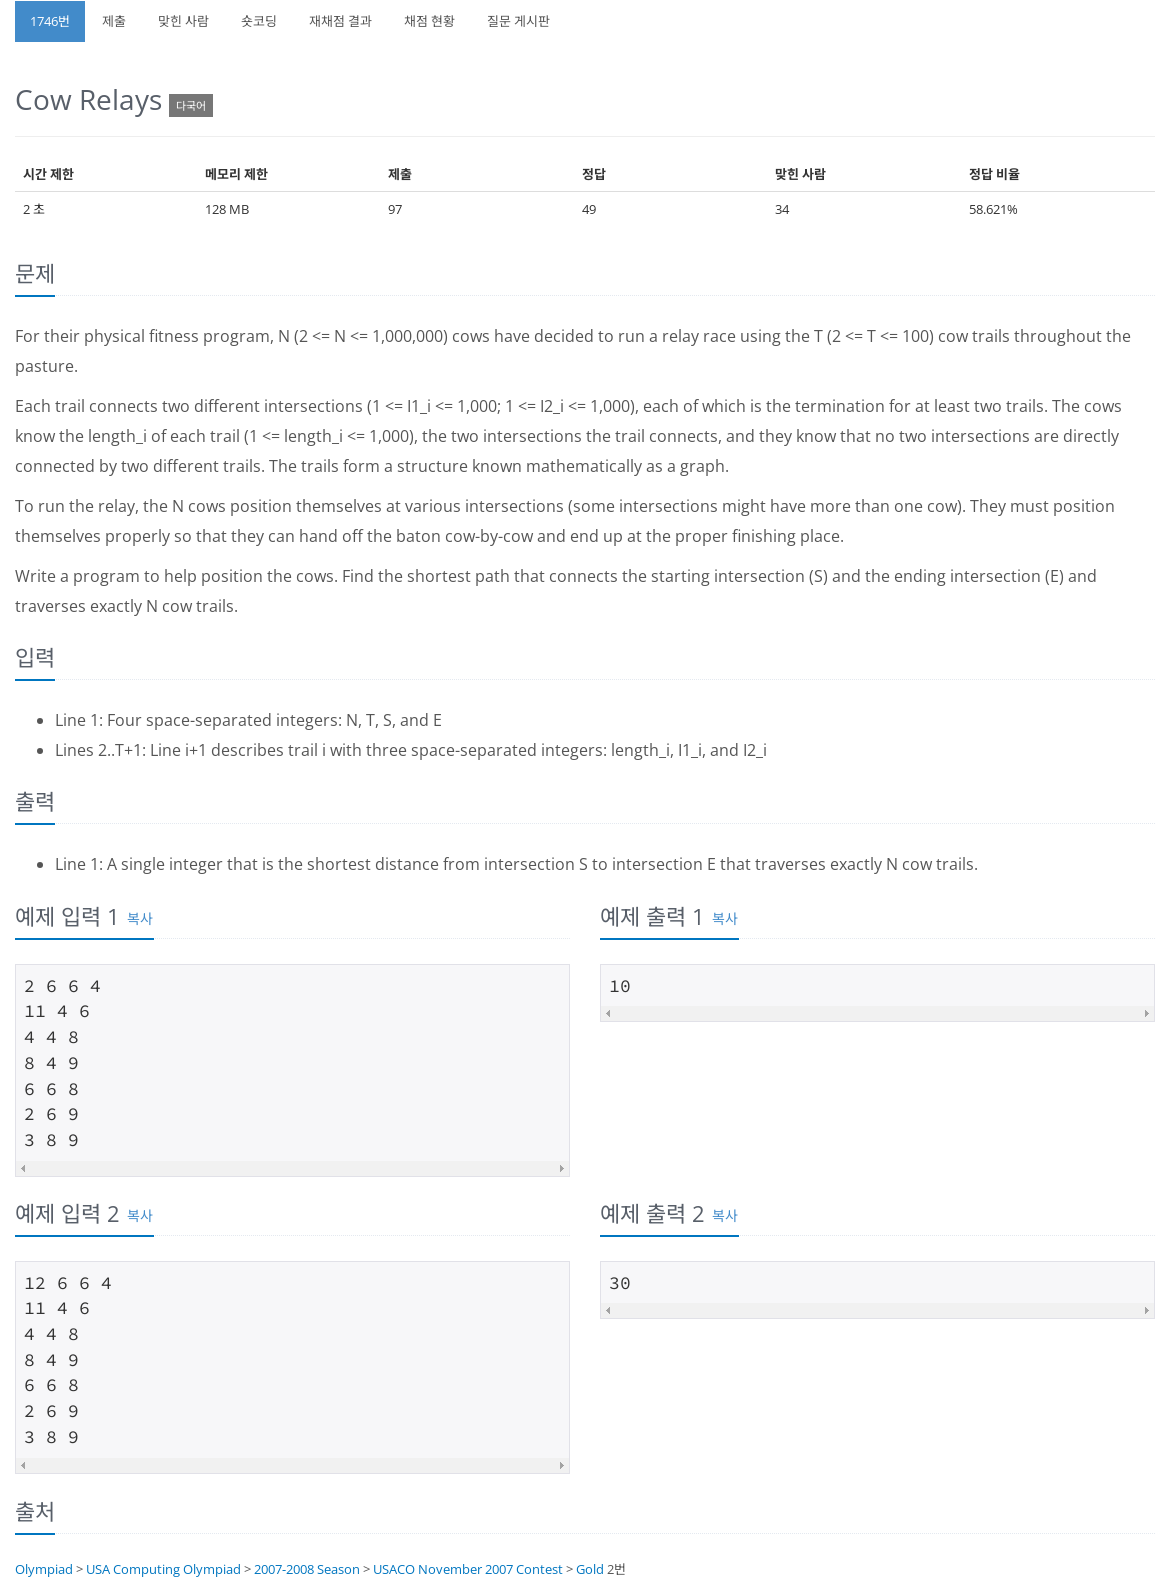 1746번 제출 맞힌 사람 숏코딩 재채점 결과 채점 현황 질문 게시판
Cow Relays 다국어
시간 제한 메모리 제한 제출 정답 맞힌 사람 정답 비율
2 초 128 MB 97 49 34 58.621%
문제
For their physical fitness program, N (2 <= N <= 1,000,000) cows have decided to run a relay race using the T (2 <= T <= 100) cow trails throughout the
pasture.
Each trail connects two different intersections (1 <= I1_i <= 1,000; 1 <= I2_i <= 1,000), each of which is the termination for at least two trails. The cows
know the length_i of each trail (1 <= length_i <= 1,000), the two intersections the trail connects, and they know that no two intersections are directly
connected by two different trails. The trails form a structure known mathematically as a graph.
To run the relay, the N cows position themselves at various intersections (some intersections might have more than one cow). They must position
themselves properly so that they can hand off the baton cow-by-cow and end up at the proper finishing place.
Write a program to help position the cows. Find the shortest path that connects the starting intersection (S) and the ending intersection (E) and
traverses exactly N cow trails.
입력
• Line 1: Four space-separated integers: N, T, S, and E
• Lines 2..T+1: Line i+1 describes trail i with three space-separated integers: length_i, I1_i, and I2_i
출력
• Line 1: A single integer that is the shortest distance from intersection S to intersection E that traverses exactly N cow trails.
예제 입력 1 복사
2 6 6 4
11 4 6
4 4 8
8 4 9
6 6 8
2 6 9
3 8 9
예제 출력 1 복사
10
예제 입력 2 복사
12 6 6 4
11 4 6
4 4 8
8 4 9
6 6 8
2 6 9
3 8 9
예제 출력 2 복사
30
출처
Olympiad > USA Computing Olympiad > 2007-2008 Season > USACO November 2007 Contest > Gold 2번